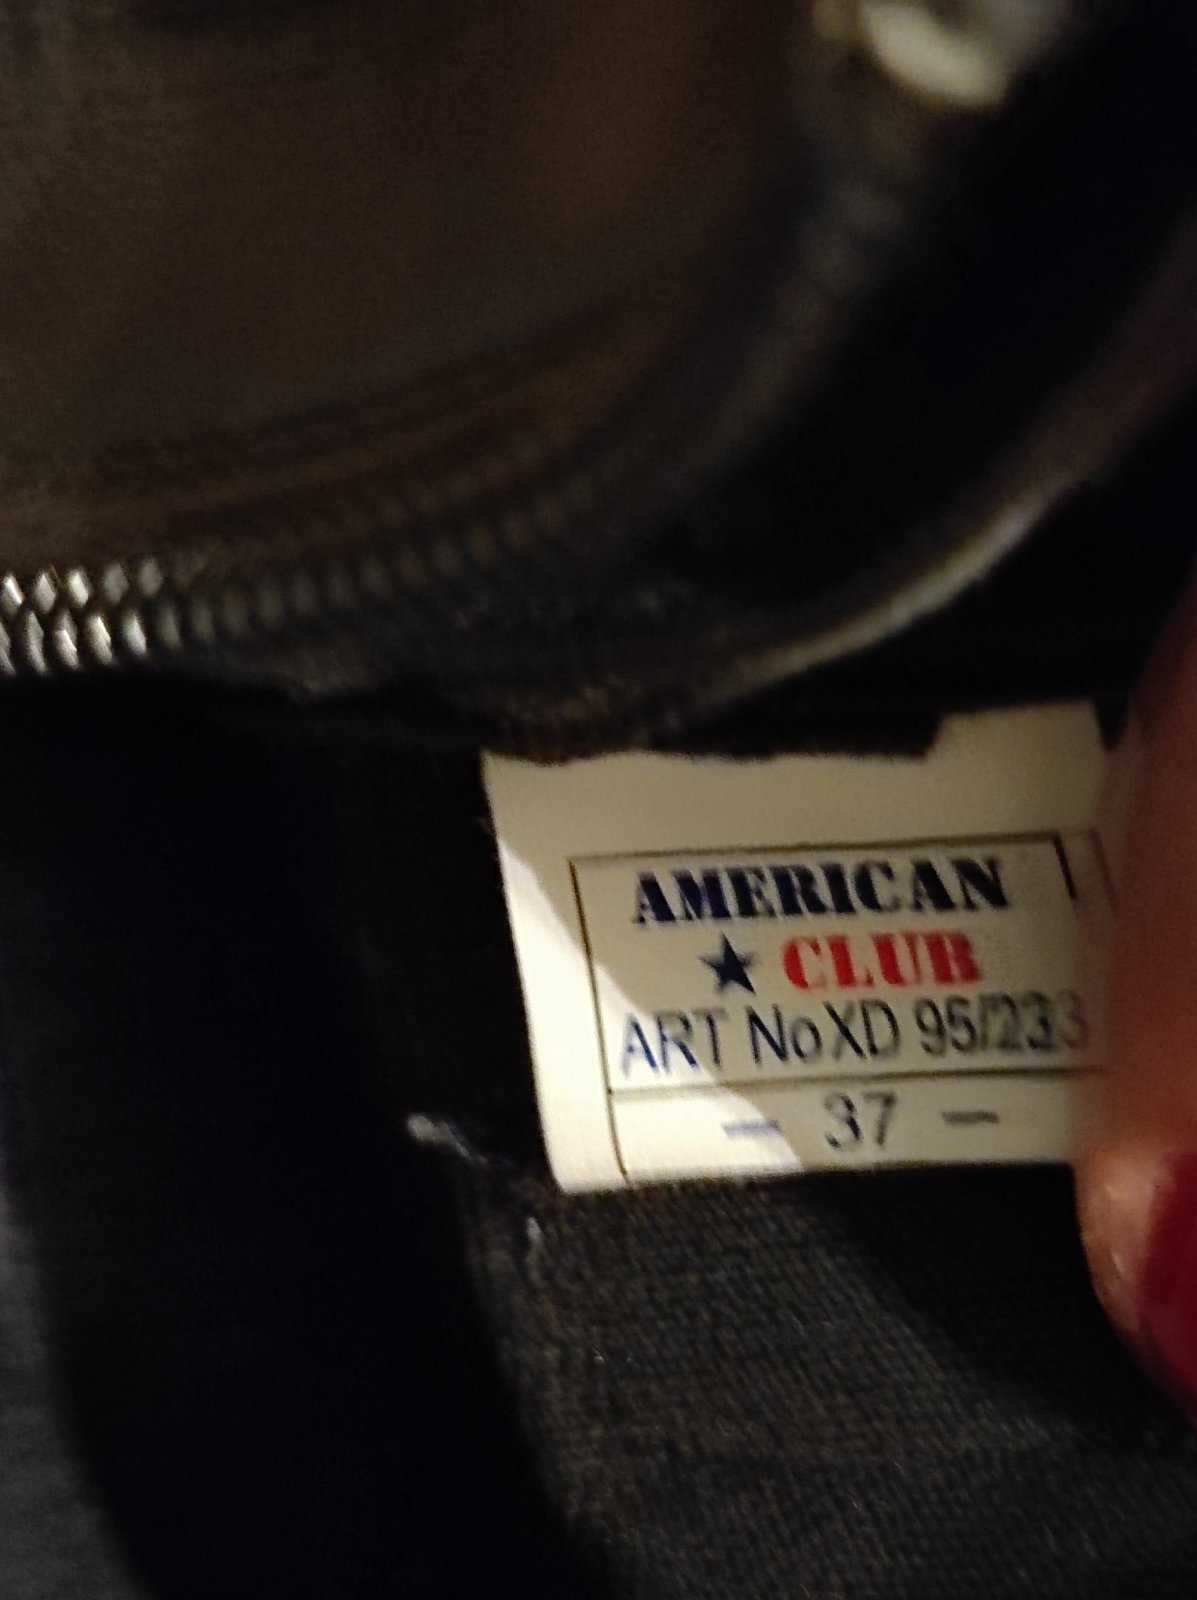 AMERICAN
★ CLUB
ART No XD 95/233
- 37 -